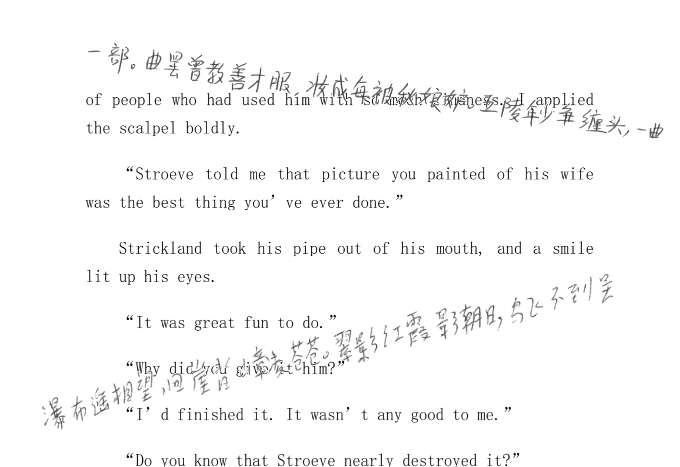 一部。曲罢曾教善才服,妆成每被秋娘妒。五陵年少争缠头,一曲
of people who had used him with so much kindness. I applied
the scalpel boldly.
“Stroeve told me that picture you painted of his wife
was the best thing you’ve ever done.”
Strickland took his pipe out of his mouth, and a smile
lit up his eyes.
“It was great fun to do.”
瀑布遥相望,回崖沓嶂凌苍苍。翠影红霞影朝日,鸟飞不到吴
“Why did you give it him?”
“I’d finished it. It wasn’t any good to me.”
“Do you know that Stroeve nearly destroyed it?”